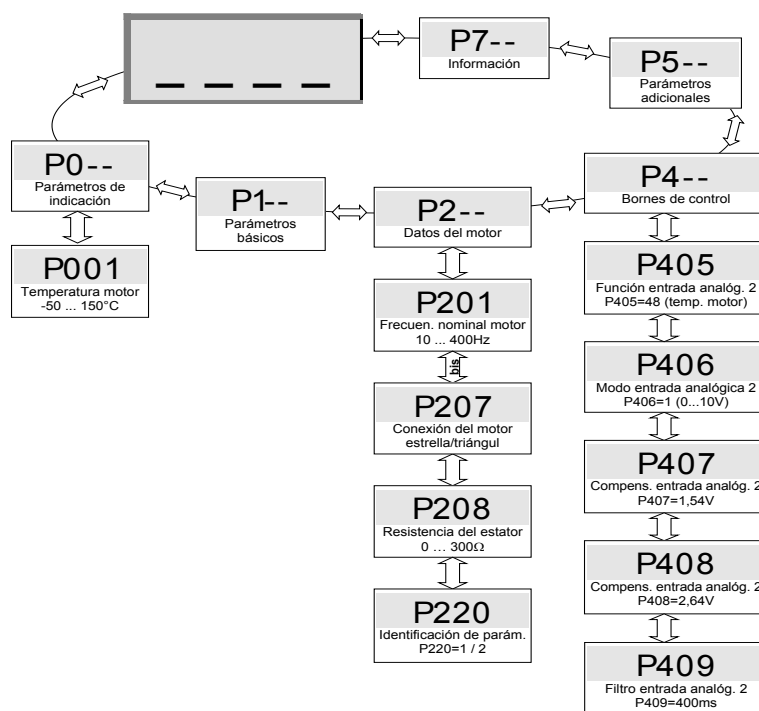 P7--
Información
P5--
Parámetros
adicionales
_ _ _ _
P0--
Parámetros de
indicación
P1--
Parámetros
básicos
P2--
Datos del motor
P4--
Bornes de control
P001
Temperatura motor
-50 ... 150°C
P201
Frecuen. nominal motor
10 ... 400Hz
bis
P207
Conexión del motor
estrella/triángul
P208
Resistencia del estator
0 ... 300Ω
P220
Identificación de parám.
P220=1 / 2
P405
Función entrada analóg. 2
P405=48 (temp. motor)
P406
Modo entrada analógica 2
P406=1 (0...10V)
P407
Compens. entrada analóg. 2
P407=1,54V
P408
Compens. entrada analóg. 2
P408=2,64V
P409
Filtro entrada analóg. 2
P409=400ms